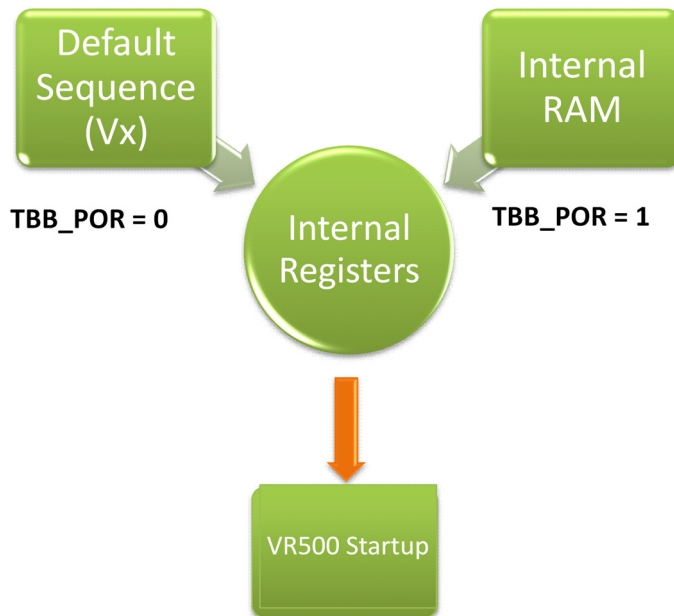 Default
Sequence
(Vx)
Internal
RAM
TBB_POR = 0
TBB_POR = 1
Internal
Registers
VR500 Startup